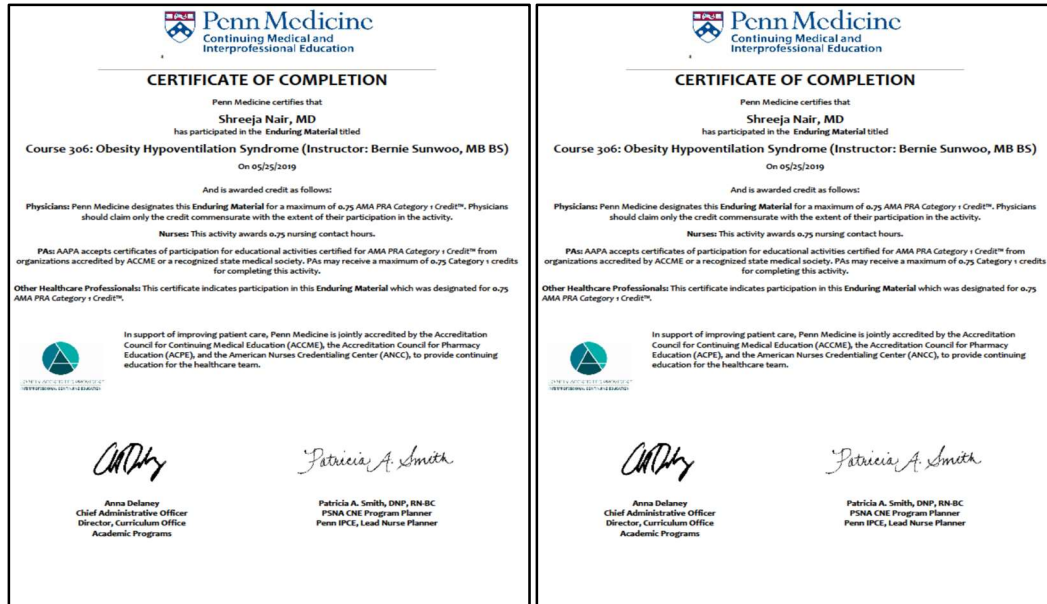 Penn Medicine
Continuing Medical and
Interprofessional Education
CERTIFICATE OF COMPLETION
Penn Medicine certifies that
Shreeja Nair, MD
has participated in the Enduring Material titled
Course 306: Obesity Hypoventilation Syndrome (Instructor: Bernie Sunwoo, MB BS)
On 05/25/2019
And is awarded credit as follows:
Physicians: Penn Medicine designates this Enduring Material for a maximum of 0.75 AMA PRA Category 1 Credit™. Physicians
should claim only the credit commensurate with the extent of their participation in the activity.
Nurses: This activity awards 0.75 nursing contact hours.
PAs: AAPA accepts certificates of participation for educational activities certified for AMA PRA Category 1 Credit™ from
organizations accredited by ACCME or a recognized state medical society. PAs may receive a maximum of 0.75 Category 1 credits
for completing this activity.
Other Healthcare Professionals: This certificate indicates participation in this Enduring Material which was designated for 0.75
AMA PRA Category 1 Credit™.
In support of improving patient care, Penn Medicine is jointly accredited by the Accreditation
Council for Continuing Medical Education (ACCME), the Accreditation Council for Pharmacy
Education (ACPE), and the American Nurses Credentialing Center (ANCC), to provide continuing
education for the healthcare team.
Patricia A. Smith
Anna Delaney
Chief Administrative Officer
Director, Curriculum Office
Academic Programs
Patricia A. Smith, DNP, RN-BC
PSNA CNE Program Planner
Penn IPCE, Lead Nurse Planner
Penn Medicine
Continuing Medical and
Interprofessional Education
CERTIFICATE OF COMPLETION
Penn Medicine certifies that
Shreeja Nair, MD
has participated in the Enduring Material titled
Course 306: Obesity Hypoventilation Syndrome (Instructor: Bernie Sunwoo, MB BS)
On 05/25/2019
And is awarded credit as follows:
Physicians: Penn Medicine designates this Enduring Material for a maximum of 0.75 AMA PRA Category 1 Credit™. Physicians
should claim only the credit commensurate with the extent of their participation in the activity.
Nurses: This activity awards 0.75 nursing contact hours.
PAs: AAPA accepts certificates of participation for educational activities certified for AMA PRA Category 1 Credit™ from
organizations accredited by ACCME or a recognized state medical society. PAs may receive a maximum of 0.75 Category 1 credits
for completing this activity.
Other Healthcare Professionals: This certificate indicates participation in this Enduring Material which was designated for 0.75
AMA PRA Category 1 Credit™.
In support of improving patient care, Penn Medicine is jointly accredited by the Accreditation
Council for Continuing Medical Education (ACCME), the Accreditation Council for Pharmacy
Education (ACPE), and the American Nurses Credentialing Center (ANCC), to provide continuing
education for the healthcare team.
Patricia A. Smith
Anna Delaney
Chief Administrative Officer
Director, Curriculum Office
Academic Programs
Patricia A. Smith, DNP, RN-BC
PSNA CNE Program Planner
Penn IPCE, Lead Nurse Planner